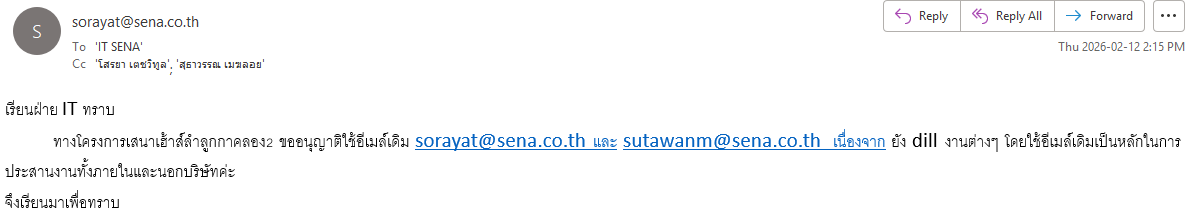 S
sorayat@sena.co.th
Reply
Reply All
Forward
To 'IT SENA'
Thu 2026-02-12 2:15 PM
Cc 'โสรยา เตชวิทูล'; 'สุธาวรรณ เมฆลอย'
เรียนฝ่าย IT ทราบ
ทางโครงการเสนาเฮ้าส์ลำลูกกาคลอง2 ขออนุญาติใช้อีเมล์เดิม sorayat@sena.co.th และ sutawanm@sena.co.th เนื่องจาก ยัง dill งานต่างๆ โดยใช้อีเมล์เดิมเป็นหลักในการ
ประสานงานทั้งภายในและนอกบริษัทค่ะ
จึงเรียนมาเพื่อทราบ